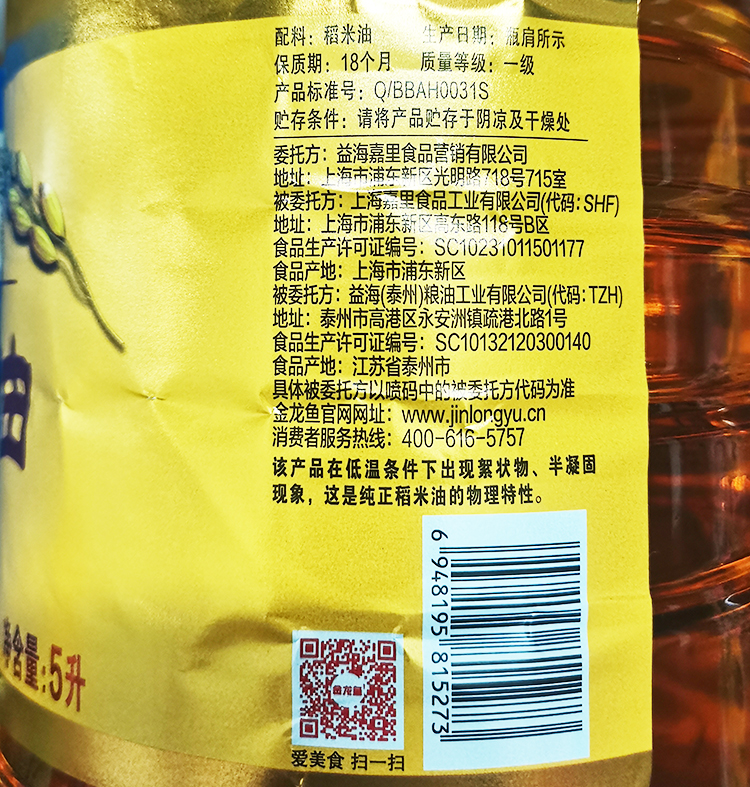 配料：稻米油 生产日期：瓶肩所示
保质期：18个月 质量等级：一级
产品标准号：Q/BBAH0031S
贮存条件：请将产品贮存于阴凉及干燥处
委托方：益海嘉里食品营销有限公司
地址：上海市浦东新区光明路718号715室
被委托方：上海嘉里食品工业有限公司(代码：SHF)
地址：上海市浦东新区高东路118号B区
食品生产许可证编号：SC10231011501177
食品产地：上海市浦东新区
被委托方：益海(泰州)粮油工业有限公司(代码：TZH)
地址：泰州市高港区永安洲镇疏港北路1号
食品生产许可证编号：SC10132120300140
食品产地：江苏省泰州市
具体被委托方以喷码中的被委托方代码为准
金龙鱼官网网址：www.jinlongyu.cn
消费者服务热线：400-616-5757
该产品在低温条件下出现絮状物、半凝固
现象，这是纯正稻米油的物理特性。
6 948195 815273
金龙鱼
爱美食 扫一扫
油
含量：5升